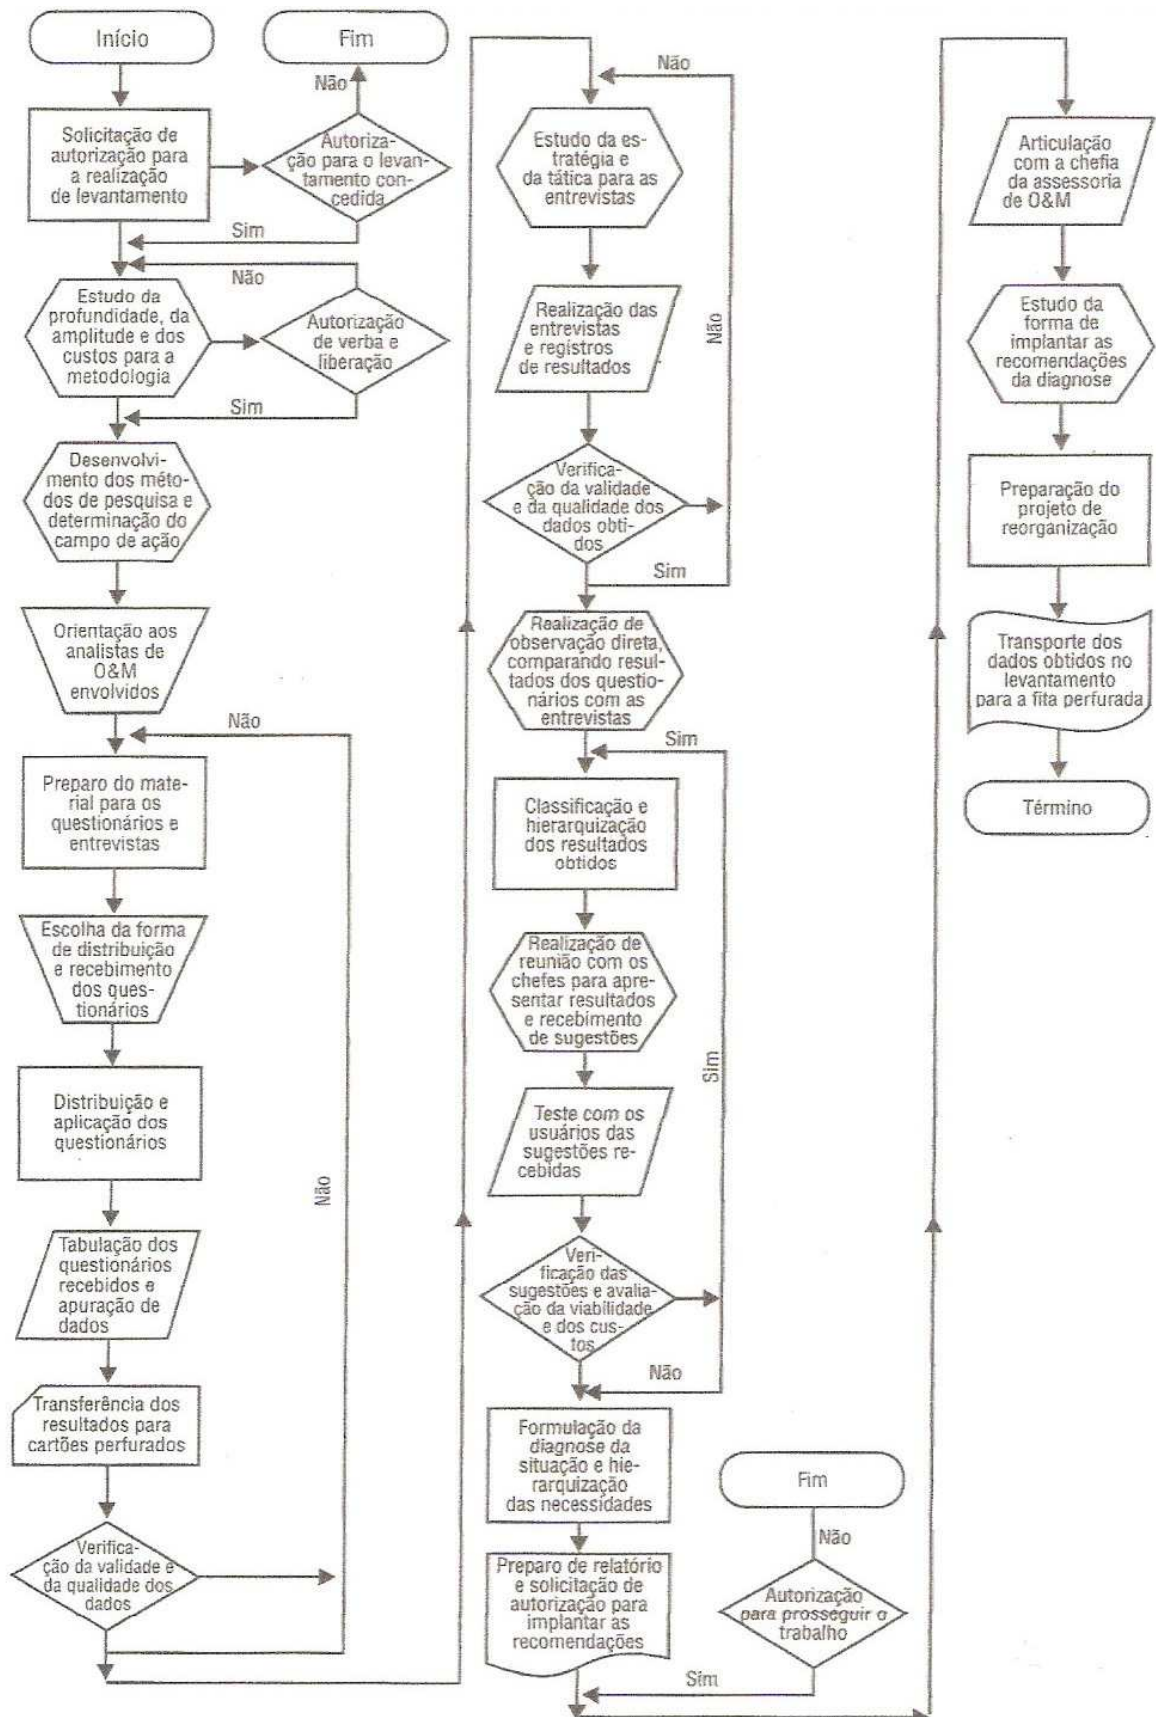 Início
Fim
Não
Solicitação de
autorização para
a realização
de levantamento
Autoriza-
ção para o levan-
tamento con-
cedida
Sim
Não
Estudo da
profundidade, da
amplitude e dos
custos para a
metodologia
Autorização
de verba e
liberação
Sim
Desenvolvi-
mento dos méto-
dos de pesquisa e
determinação do
campo de ação
Orientação aos
analistas de
O&M
envolvidos
Não
Preparo do mate-
rial para os
questionários e
entrevistas
Escolha da forma
de distribuição
e recebimento
dos ques-
tionários
Distribuição e
aplicação dos
questionários
Não
Tabulação dos
questionários
recebidos e
apuração de
dados
Transferência dos
resultados para
cartões perfurados
Verifica-
ção da validade e
da qualidade dos
dados
Não
Estudo da es-
tratégia e
da tática para as
entrevistas
Realização das
entrevistas
e registros
de resultados
Não
Verifica-
ção da validade
e da qualidade dos
dados obti-
dos
Sim
Realização de
observação direta,
comparando resul-
tados dos questio-
nários com as
entrevistas
Sim
Classificação e
hierarquização
dos resultados
obtidos
Realização de
reunião com os
chefes para apre-
sentar resultados
e recebimento
de sugestões
Sim
Teste com os
usuários das
sugestões re-
cebidas
Veri-
ficação das
sugestões e avalia-
ção da viabilidade
e dos cus-
tos
Não
Formulação da
diagnose da
situação e hie-
rarquização
das necessidades
Preparo de relatório
e solicitação de
autorização para
implantar as
recomendações
Fim
Não
Autorização
para prosseguir o
trabalho
Sim
Articulação
com a chefia
da assessoria
de O&M
Estudo da
forma de
implantar as
recomendações
da diagnose
Preparação do
projeto de
reorganização
Transporte dos
dados obtidos no
levantamento
para a fita perfurada
Término